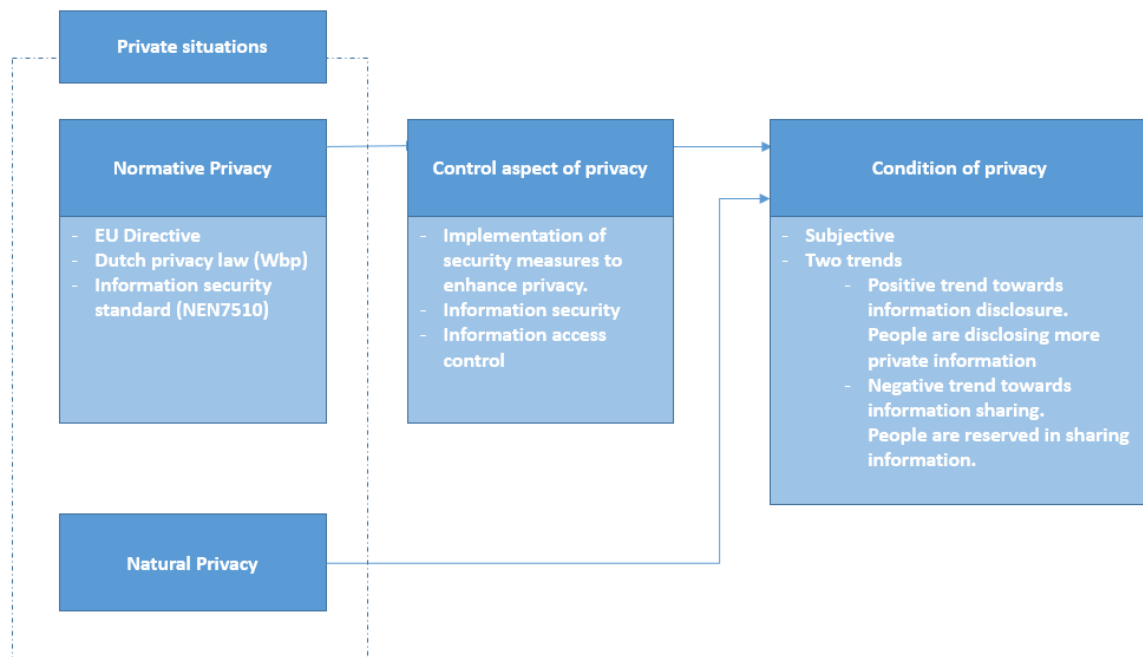 Private situations
Normative Privacy
- EU Directive
- Dutch privacy law (Wbp)
- Information security
standard (NEN7510)
Control aspect of privacy
- Implementation of
security measures to
enhance privacy.
- Information security
- Information access
control
Condition of privacy
- Subjective
- Two trends
- Positive trend towards
information disclosure.
People are disclosing more
private information
- Negative trend towards
information sharing.
People are reserved in sharing
information.
Natural Privacy